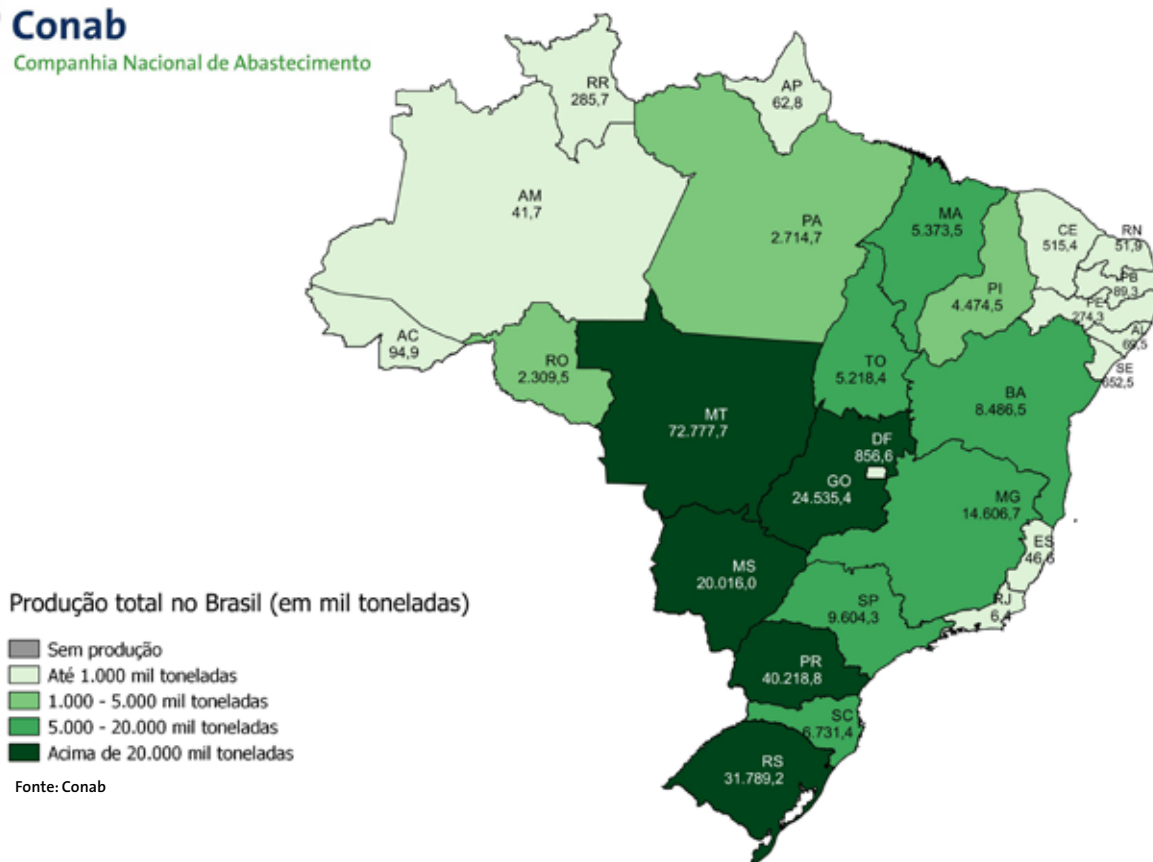 Conab
Companhia Nacional de Abastecimento
RR
285,7
AP
62,8
AM
41,7
PA
2.714,7
MA
5.373,5
CE
515,4
RN
51,9
PB
89,3
PI
4.474,5
PE
274,3
AL
69,5
SE
652,5
AC
94,9
RO
2.309,5
TO
5.218,4
BA
8.486,5
MT
72.777,7
DF
856,6
GO
24.535,4
MG
14.606,7
ES
46,6
MS
20.016,0
SP
9.604,3
RJ
6,4
PR
40.218,8
SC
6.731,4
RS
31.789,2
Produção total no Brasil (em mil toneladas)
Sem produção
Até 1.000 mil toneladas
1.000 - 5.000 mil toneladas
5.000 - 20.000 mil toneladas
Acima de 20.000 mil toneladas
Fonte: Conab